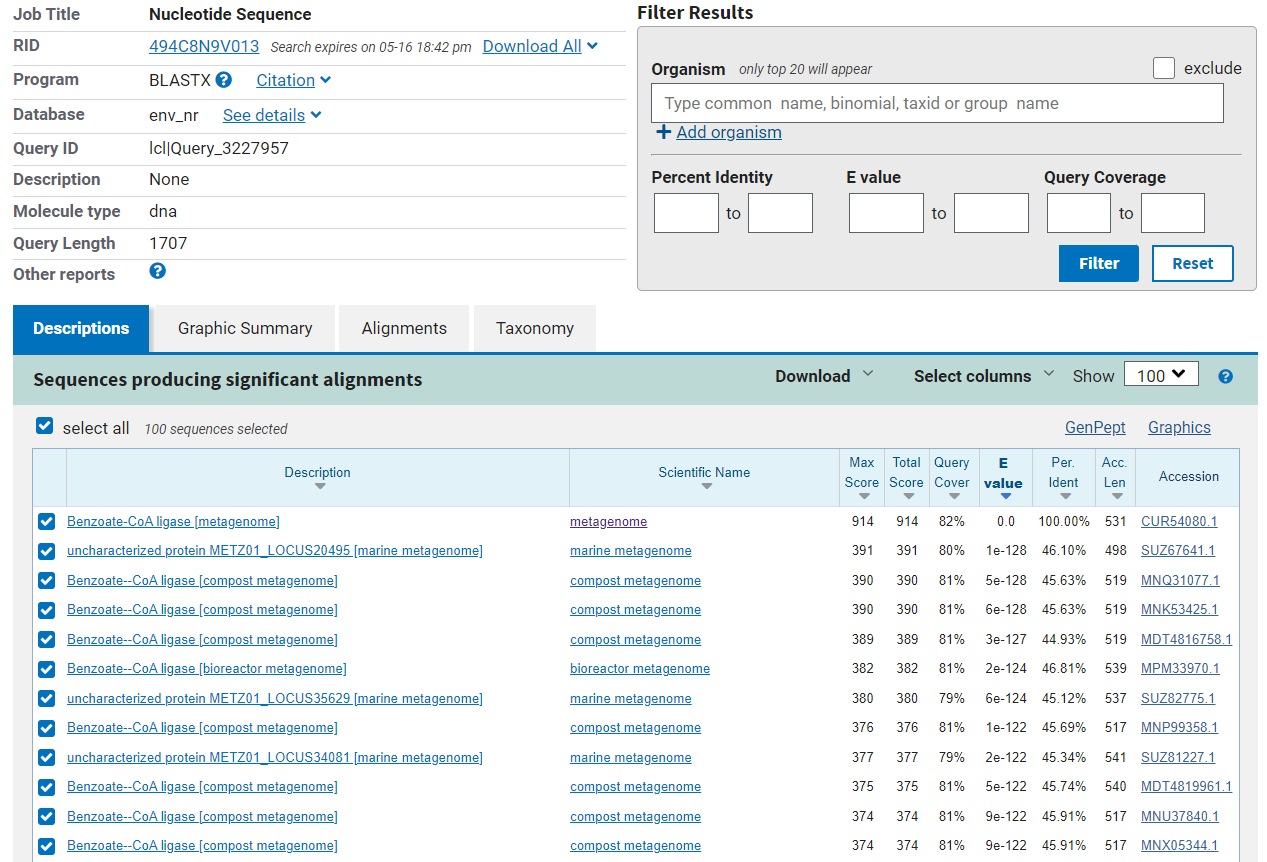 Job Title Nucleotide Sequence
RID 494C8N9V013 Search expires on 05-16 18:42 pm Download All
Program BLASTX ? Citation
Database env_nr See details
Query ID lcl|Query_3227957
Description None
Molecule type dna
Query Length 1707
Other reports ?
Filter Results
Organism only top 20 will appear exclude
Type common name, binomial, taxid or group name
+ Add organism
Percent Identity E value Query Coverage
to to to
Filter Reset
Descriptions Graphic Summary Alignments Taxonomy
Sequences producing significant alignments Download Select columns Show 100 ?
select all 100 sequences selected GenPept Graphics
Description Scientific Name Max Score Total Score Query Cover E value Per. Ident Acc. Len Accession
Benzoate-CoA ligase [metagenome] metagenome 914 914 82% 0.0 100.00% 531 CUR54080.1
uncharacterized protein METZ01_LOCUS20495 [marine metagenome] marine metagenome 391 391 80% 1e-128 46.10% 498 SUZ67641.1
Benzoate--CoA ligase [compost metagenome] compost metagenome 390 390 81% 5e-128 45.63% 519 MNQ31077.1
Benzoate--CoA ligase [compost metagenome] compost metagenome 390 390 81% 6e-128 45.63% 519 MNK53425.1
Benzoate--CoA ligase [compost metagenome] compost metagenome 389 389 81% 3e-127 44.93% 519 MDT4816758.1
Benzoate--CoA ligase [bioreactor metagenome] bioreactor metagenome 382 382 81% 2e-124 46.81% 539 MPM33970.1
uncharacterized protein METZ01_LOCUS35629 [marine metagenome] marine metagenome 380 380 79% 6e-124 45.12% 537 SUZ82775.1
Benzoate--CoA ligase [compost metagenome] compost metagenome 376 376 81% 1e-122 45.69% 517 MNP99358.1
uncharacterized protein METZ01_LOCUS34081 [marine metagenome] marine metagenome 377 377 79% 2e-122 45.34% 541 SUZ81227.1
Benzoate--CoA ligase [compost metagenome] compost metagenome 375 375 81% 5e-122 45.74% 540 MDT4819961.1
Benzoate--CoA ligase [compost metagenome] compost metagenome 374 374 81% 9e-122 45.91% 517 MNU37840.1
Benzoate--CoA ligase [compost metagenome] compost metagenome 374 374 81% 9e-122 45.91% 517 MNX05344.1